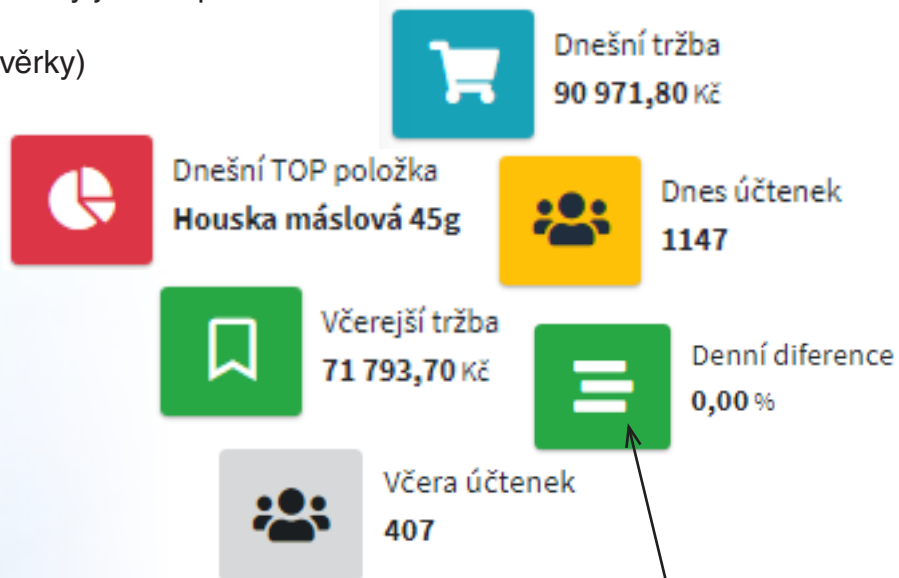 věrky)
Dnešní tržba
90 971,80 Kč
Dnešní TOP položka
Houska máslová 45g
Dnes účtenek
1147
Včerejší tržba
71 793,70 Kč
Denní diference
0,00 %
Včera účtenek
407